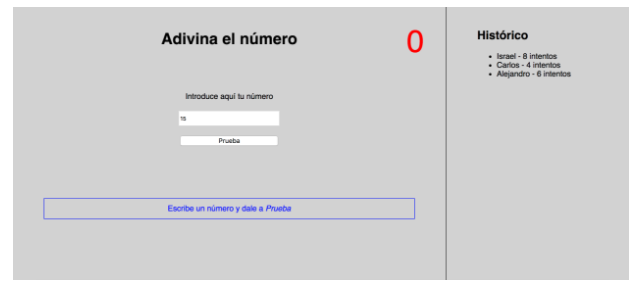 Adivina el número
0
Introduce aquí tu número
15
Prueba
Escribe un número y dale a Prueba
Histórico
Israel - 8 intentos
Carlos - 4 intentos
Alejandro - 6 intentos